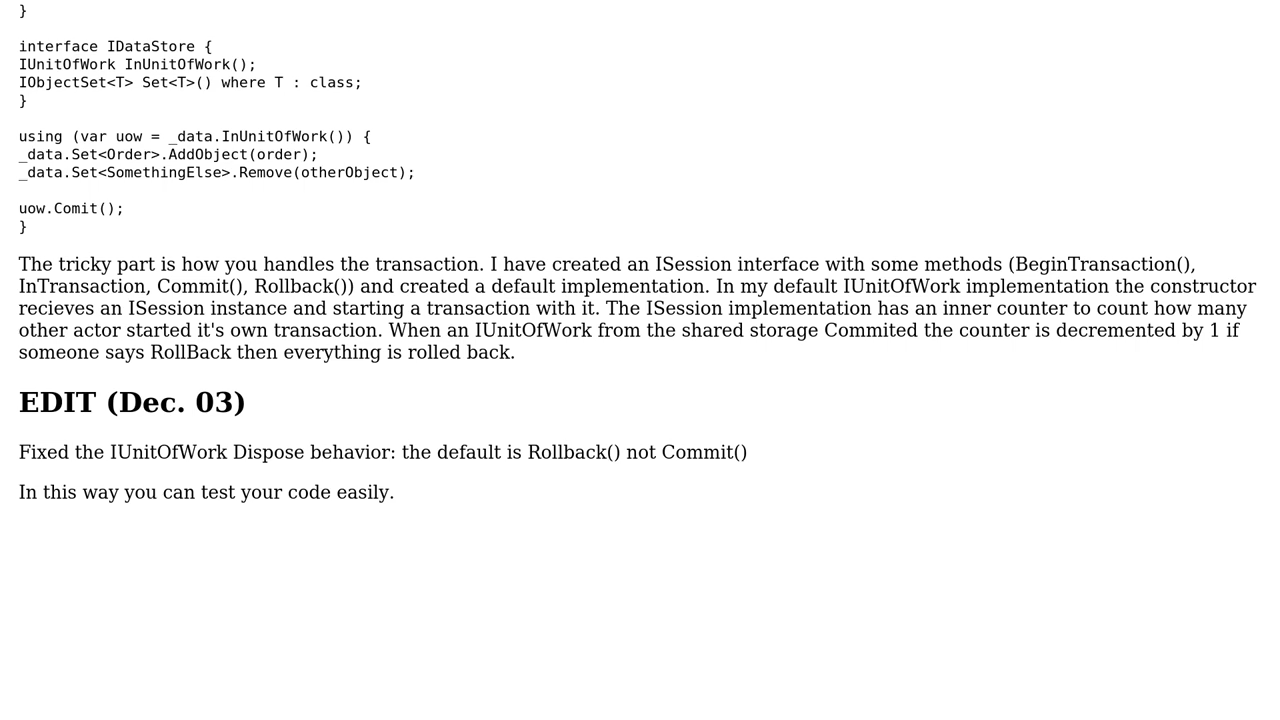 }
interface IDataStore {
IUnitOfWork InUnitOfWork();
IObjectSet<T> Set<T>() where T : class;
}
using (var uow = _data.InUnitOfWork()) {
_data.Set<Order>.AddObject(order);
_data.Set<SomethingElse>.Remove(otherObject);
uow.Comit();
}
The tricky part is how you handles the transaction. I have created an ISession interface with some methods (BeginTransaction(),
InTransaction, Commit(), Rollback()) and created a default implementation. In my default IUnitOfWork implementation the constructor
recieves an ISession instance and starting a transaction with it. The ISession implementation has an inner counter to count how many
other actor started it's own transaction. When an IUnitOfWork from the shared storage Commited the counter is decremented by 1 if
someone says RollBack then everything is rolled back.
EDIT (Dec. 03)
Fixed the IUnitOfWork Dispose behavior: the default is Rollback() not Commit()
In this way you can test your code easily.